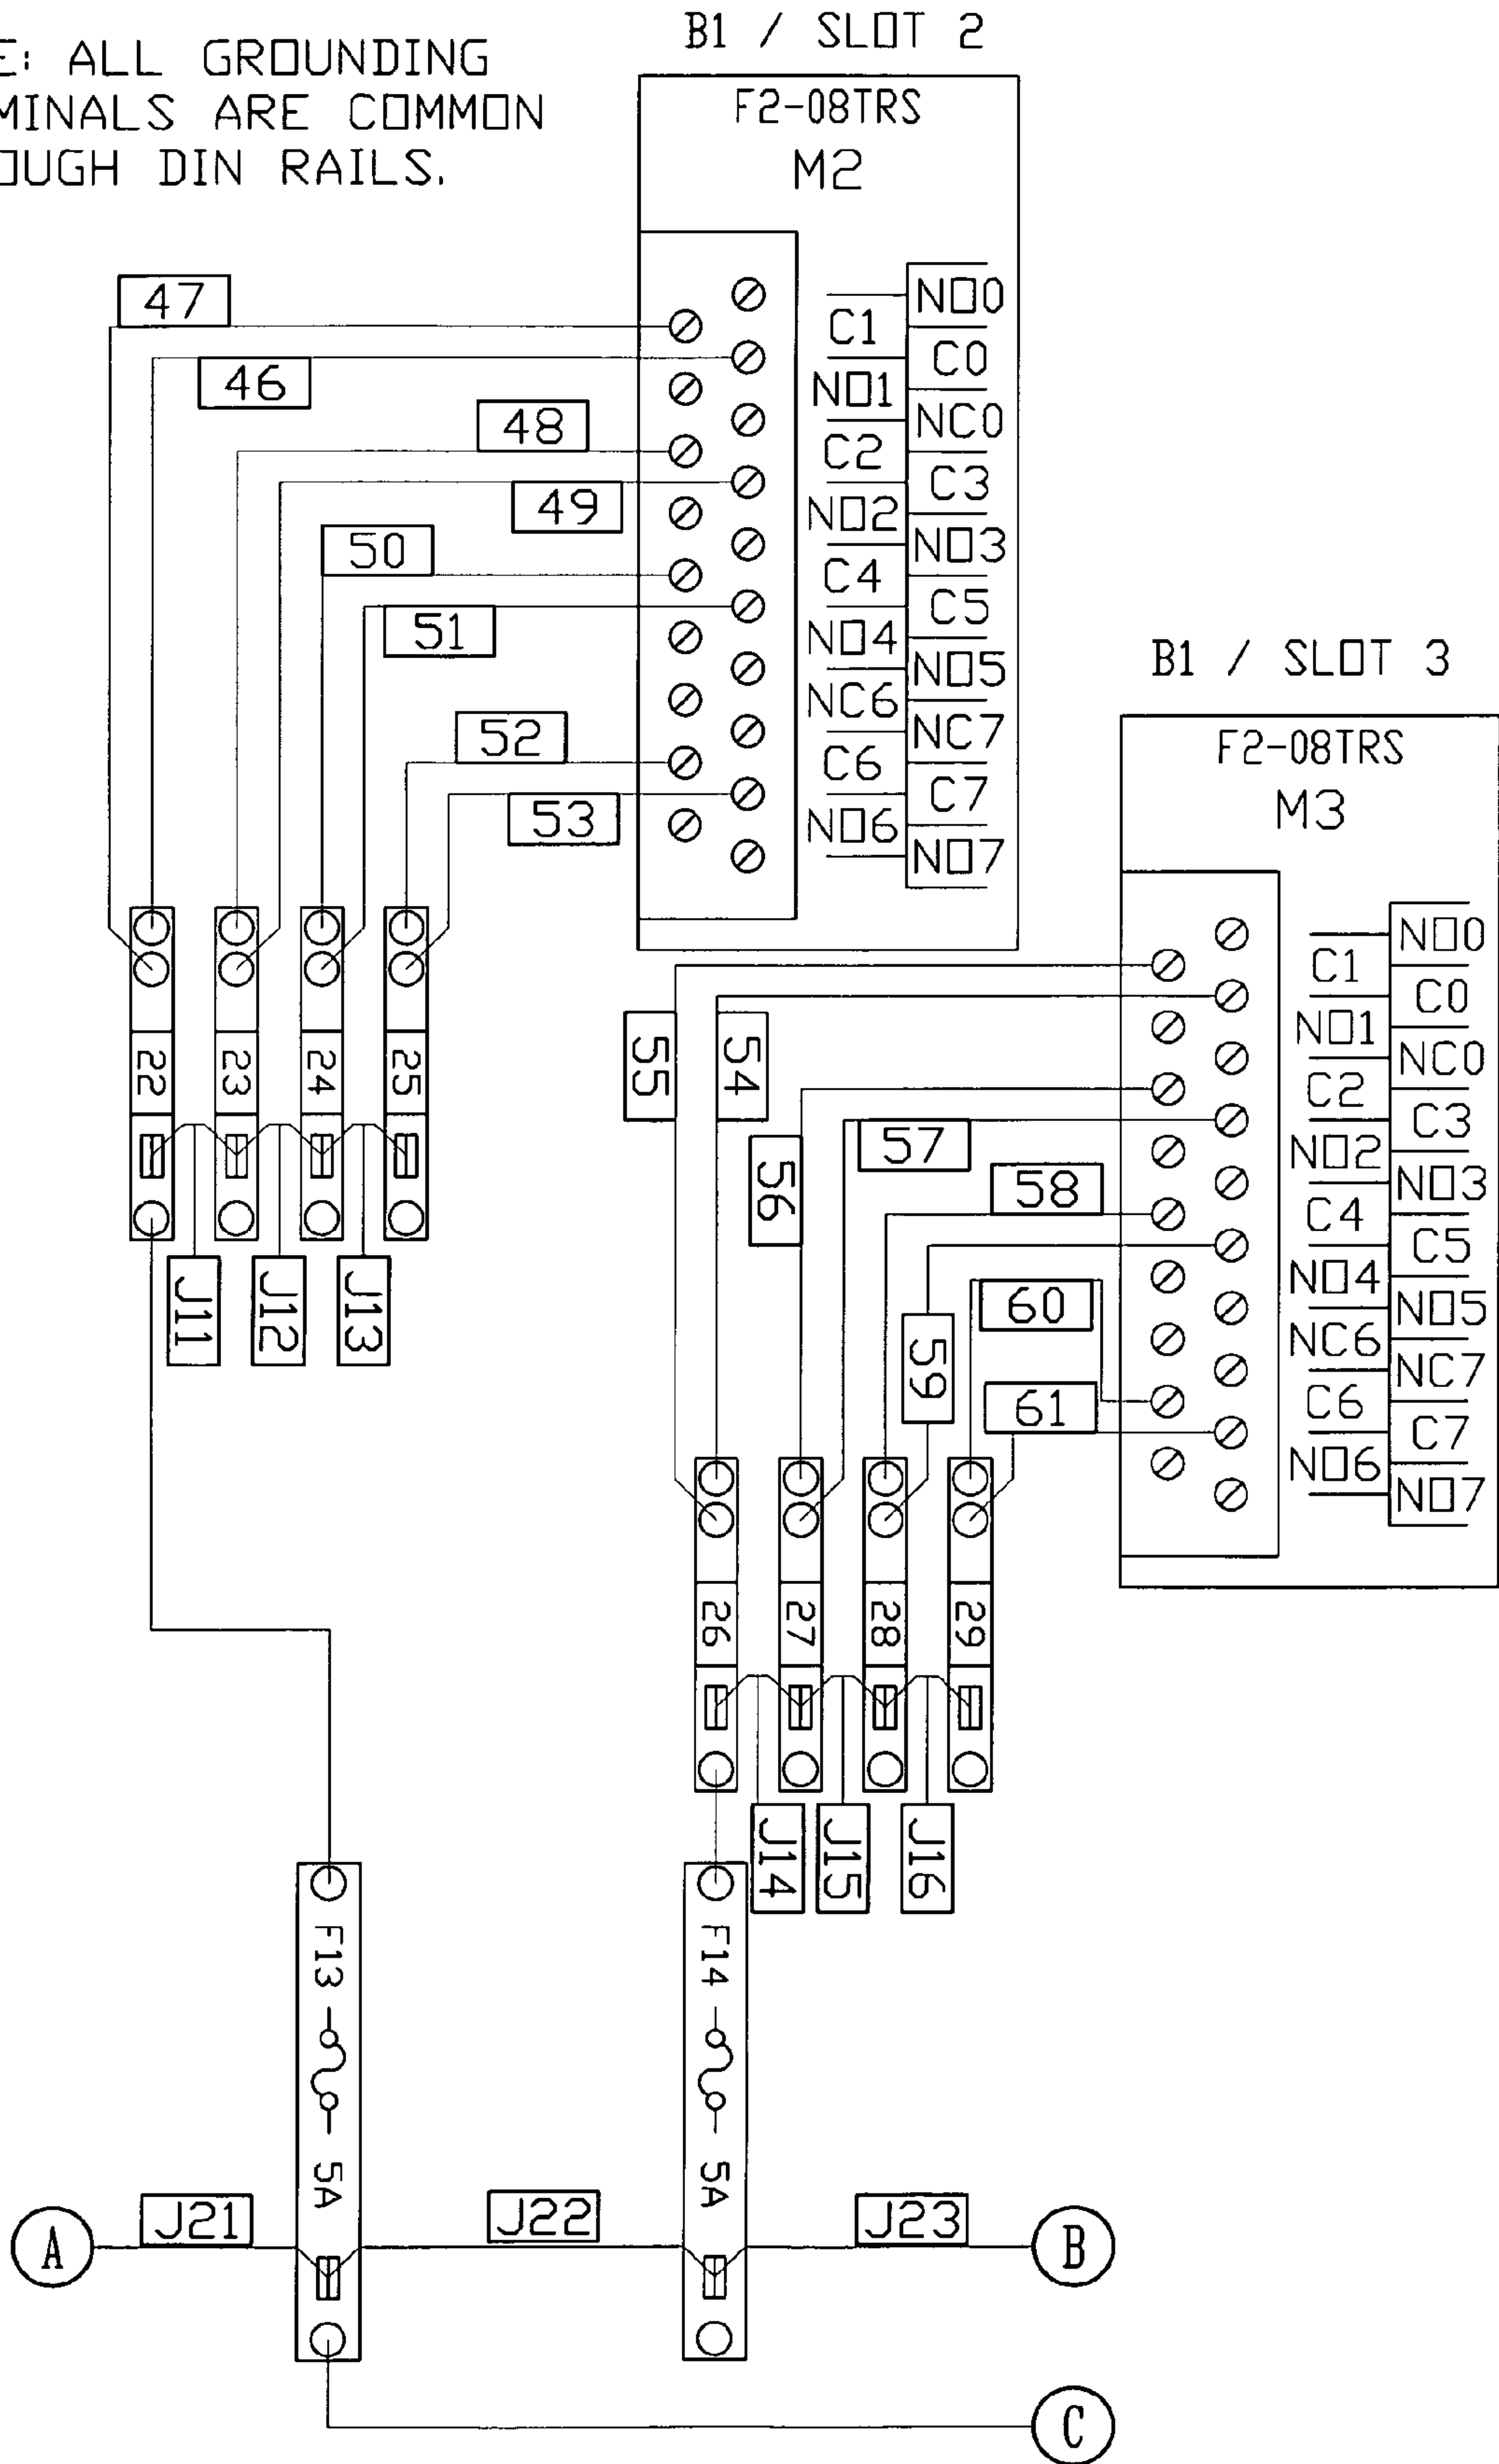 E: ALL GROUNDING
MINALS ARE COMMON
OUGH DIN RAILS.
B1 / SLOT 2
F2-08TRS
M2
47
46
48
49
50
51
52
53
C1
NO1
C2
NO2
C4
NO4
NC6
C6
NO6
NO0
C0
NC0
C3
NO3
C5
NO5
NC7
C7
NO7
22
23
24
25
J11
J12
J13
B1 / SLOT 3
F2-08TRS
M3
55
54
56
57
58
59
60
61
C1
NO1
C2
NO2
C4
NO4
NC6
C6
NO6
NO0
C0
NC0
C3
NO3
C5
NO5
NC7
C7
NO7
26
27
28
29
J14
J15
J16
F13
5A
F14
5A
A
J21
J22
J23
B
C